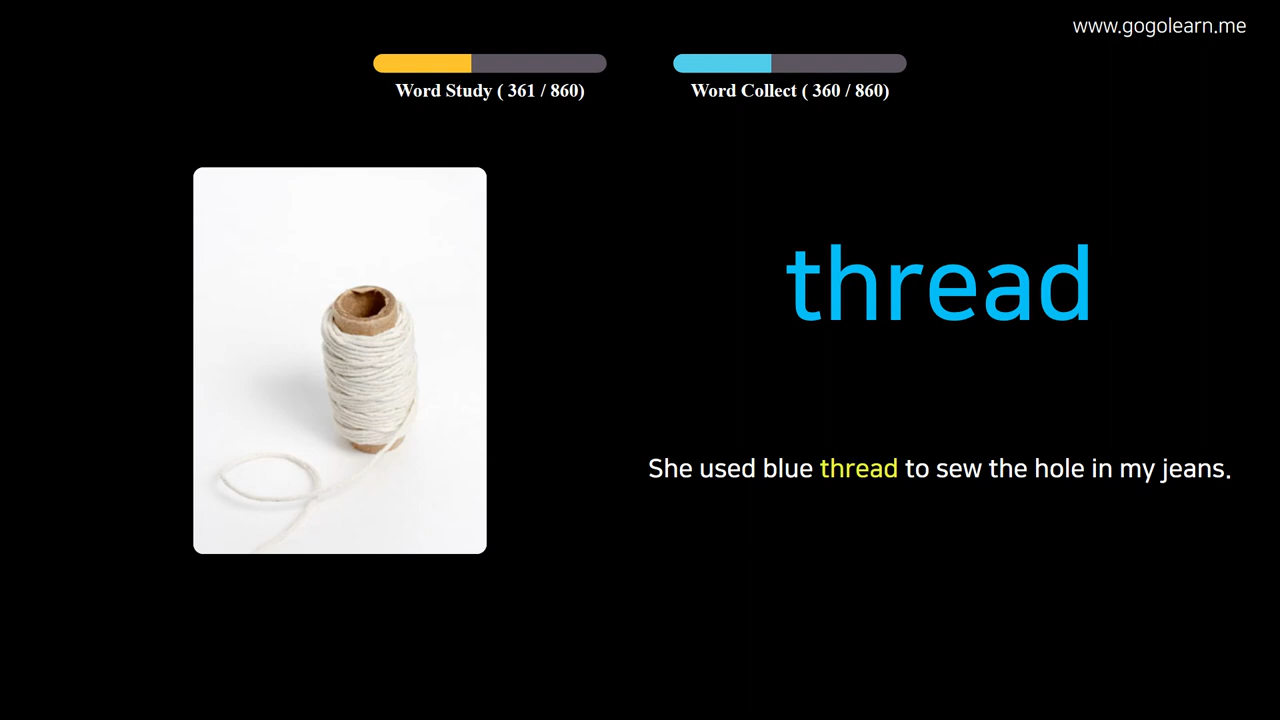 www.gogolearn.me
Word Study ( 361 / 860)
Word Collect ( 360 / 860)
thread
She used blue thread to sew the hole in my jeans.